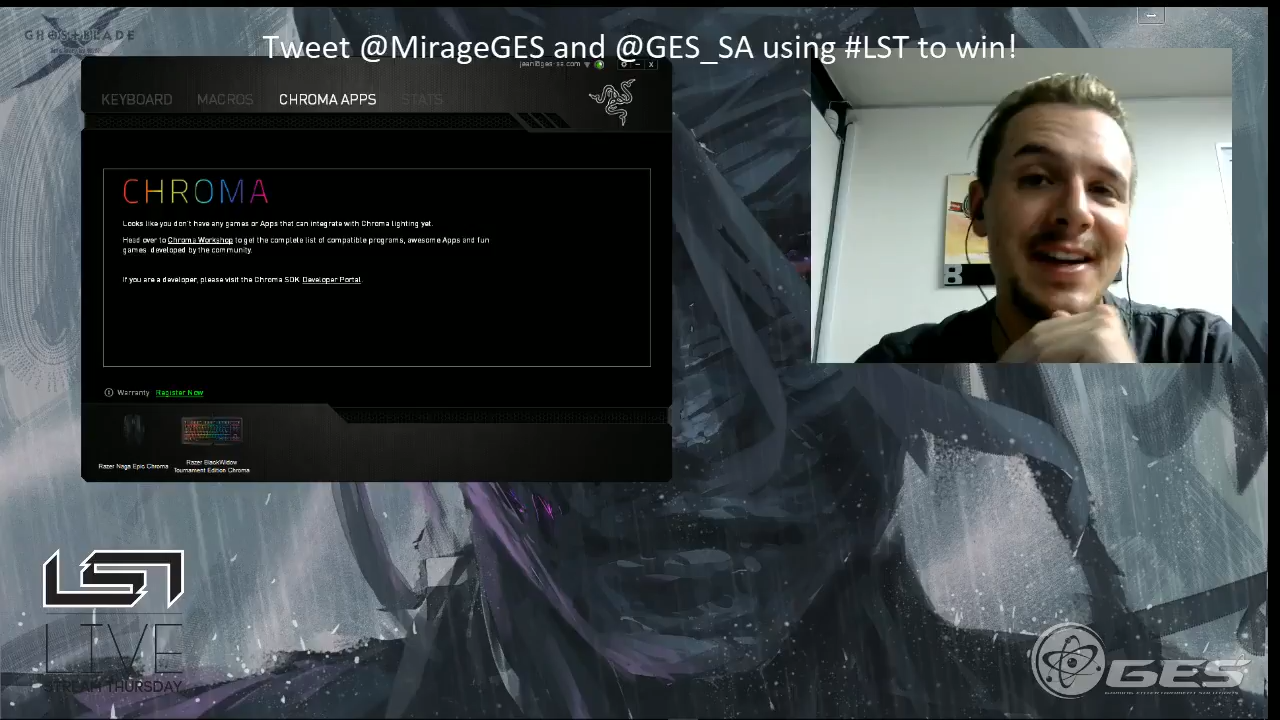 GHOSTBLADE
Tweet @MirageGES and @GES_SA using #LST to win!
KEYBOARD MACROS CHROMA APPS STATS
CHROMA
Looks like you don't have any games or Apps that can integrate with Chroma lighting yet.
Head over to Chroma Workshop to get the complete list of compatible programs, awesome Apps and fun
games developed by the community.
If you are a developer, please visit the Chroma SDK Developer Portal.
Warranty Register Now
Razer Naga Epic Chroma
Razer BlackWidow
Tournament Edition Chroma
LST
LIVE
STREAM THURSDAY
GES